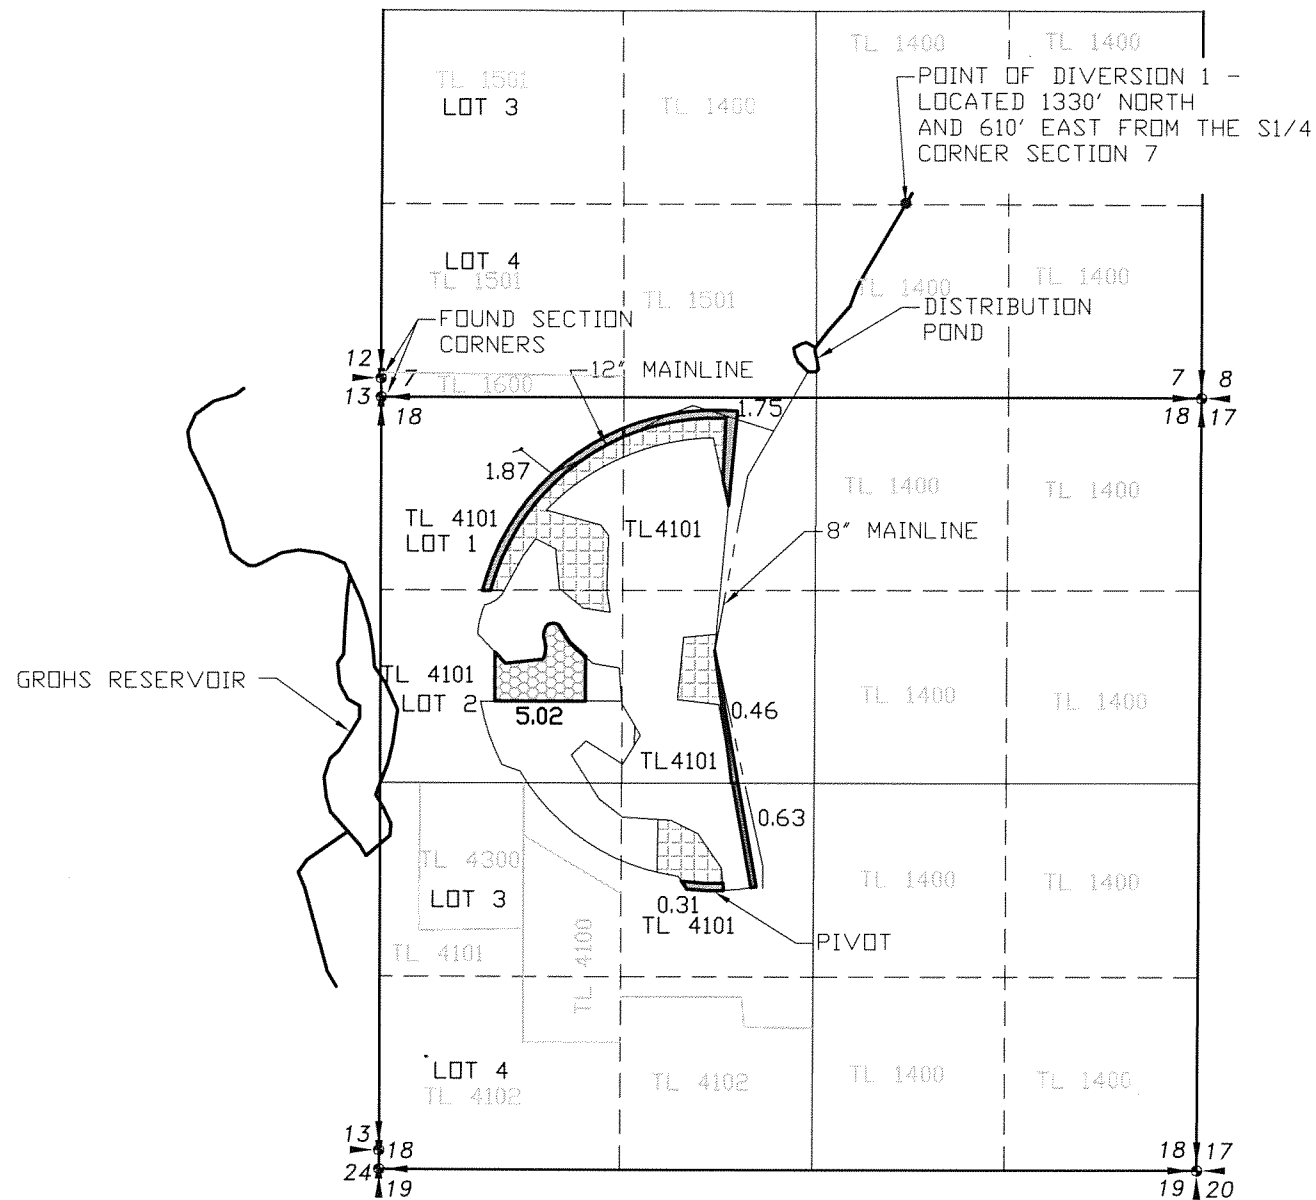 TL 1400
TL 1400
TL 1501
LOT 3
TL 1400
POINT OF DIVERSION 1 -
LOCATED 1330' NORTH
AND 610' EAST FROM THE S1/4
CORNER SECTION 7
LOT 4
TL 1501
TL 1501
TL 1400
TL 1400
DISTRIBUTION
POND
FOUND SECTION
CORNERS
12
7
13
18
TL 1600
12" MAINLINE
7
8
18
17
1.75
1.87
TL 4101
LOT 1
TL4101
TL 1400
TL 1400
8" MAINLINE
GROHS RESERVOIR
TL 4101
LOT 2
5.02
0.46
TL 1400
TL 1400
TL4101
0.63
TL 4300
LOT 3
TL 4101
TL 4100
0.31
TL 4101
PIVOT
TL 1400
TL 1400
LOT 4
TL 4102
TL 4102
TL 1400
TL 1400
13
18
24
19
18
17
19
20